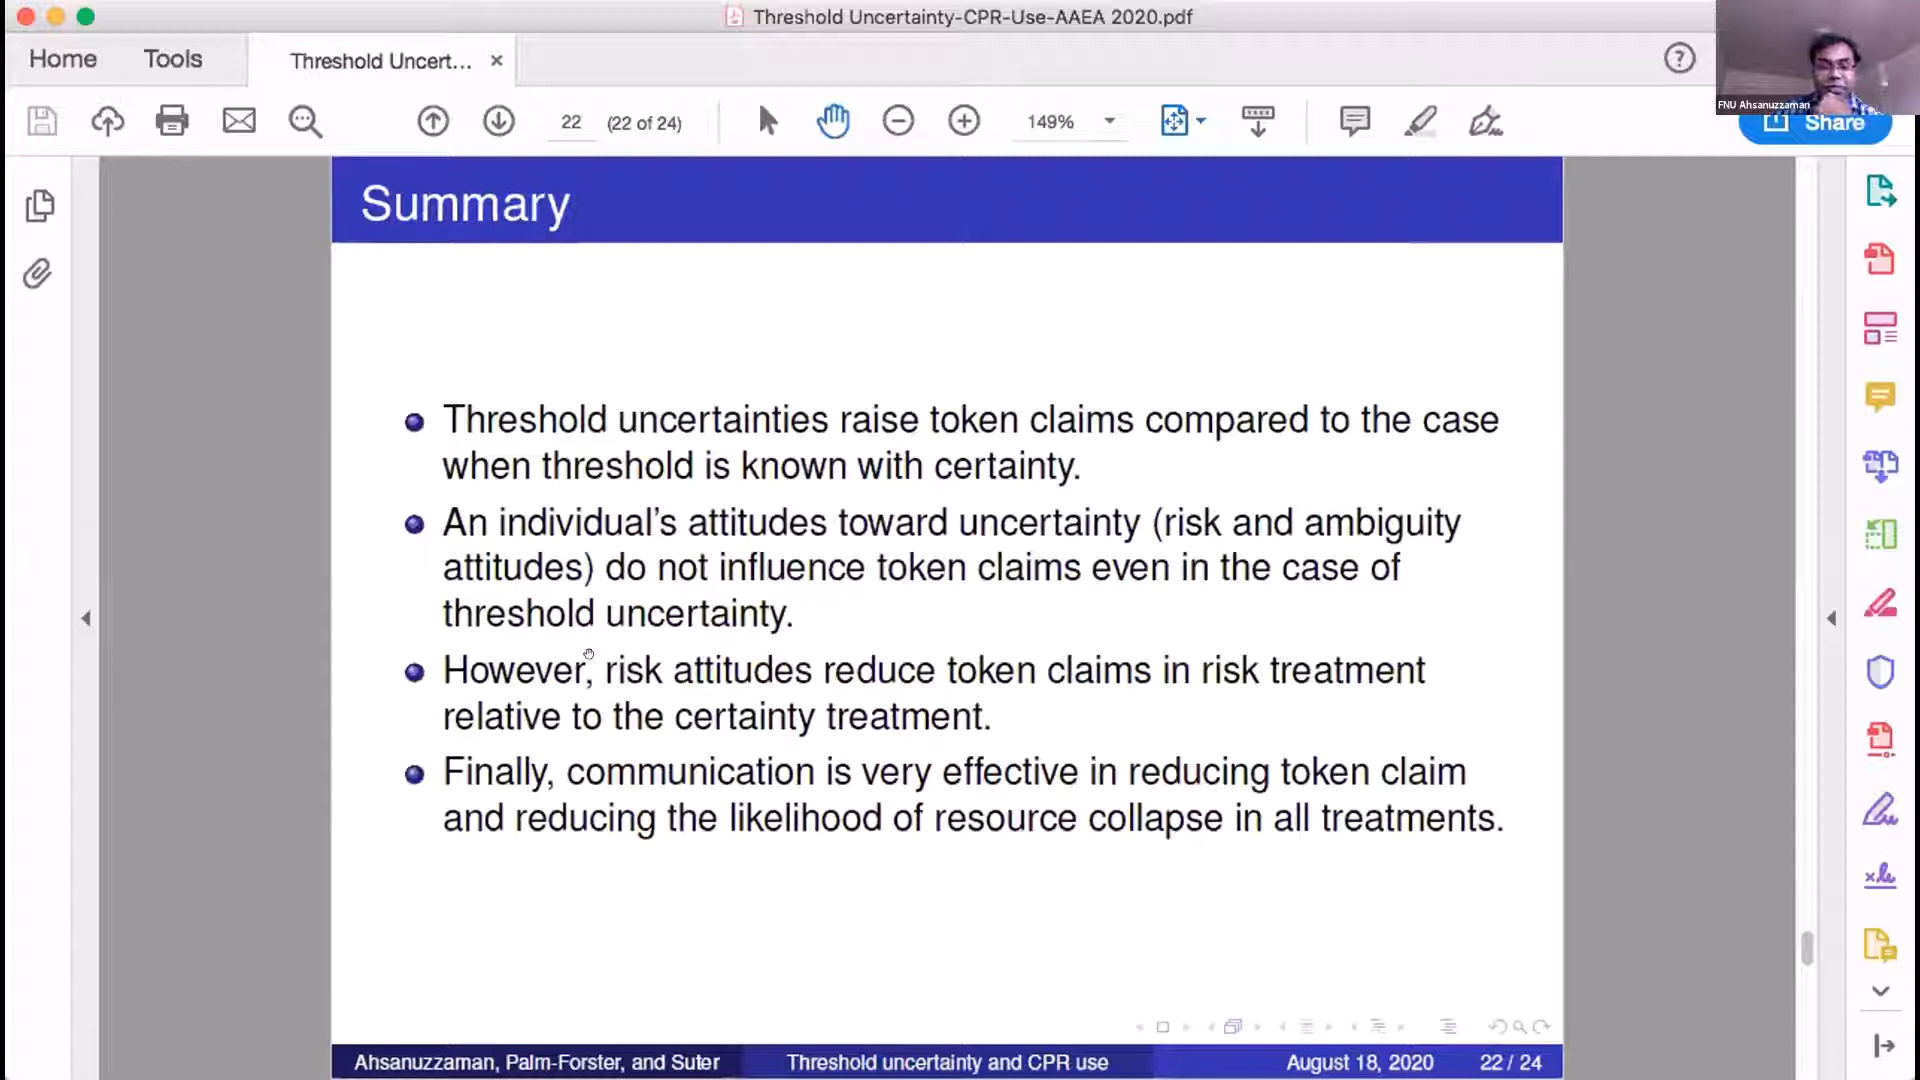 Threshold Uncertainty-CPR-Use-AAEA 2020.pdf
Home
Tools
Threshold Uncert...
22
(22 of 24)
149%
Share
FNU Ahsanuzzaman
Summary
Threshold uncertainties raise token claims compared to the case
when threshold is known with certainty.
An individual's attitudes toward uncertainty (risk and ambiguity
attitudes) do not influence token claims even in the case of
threshold uncertainty.
However, risk attitudes reduce token claims in risk treatment
relative to the certainty treatment.
Finally, communication is very effective in reducing token claim
and reducing the likelihood of resource collapse in all treatments.
Ahsanuzzaman, Palm-Forster, and Suter
Threshold uncertainty and CPR use
August 18, 2020
22 / 24